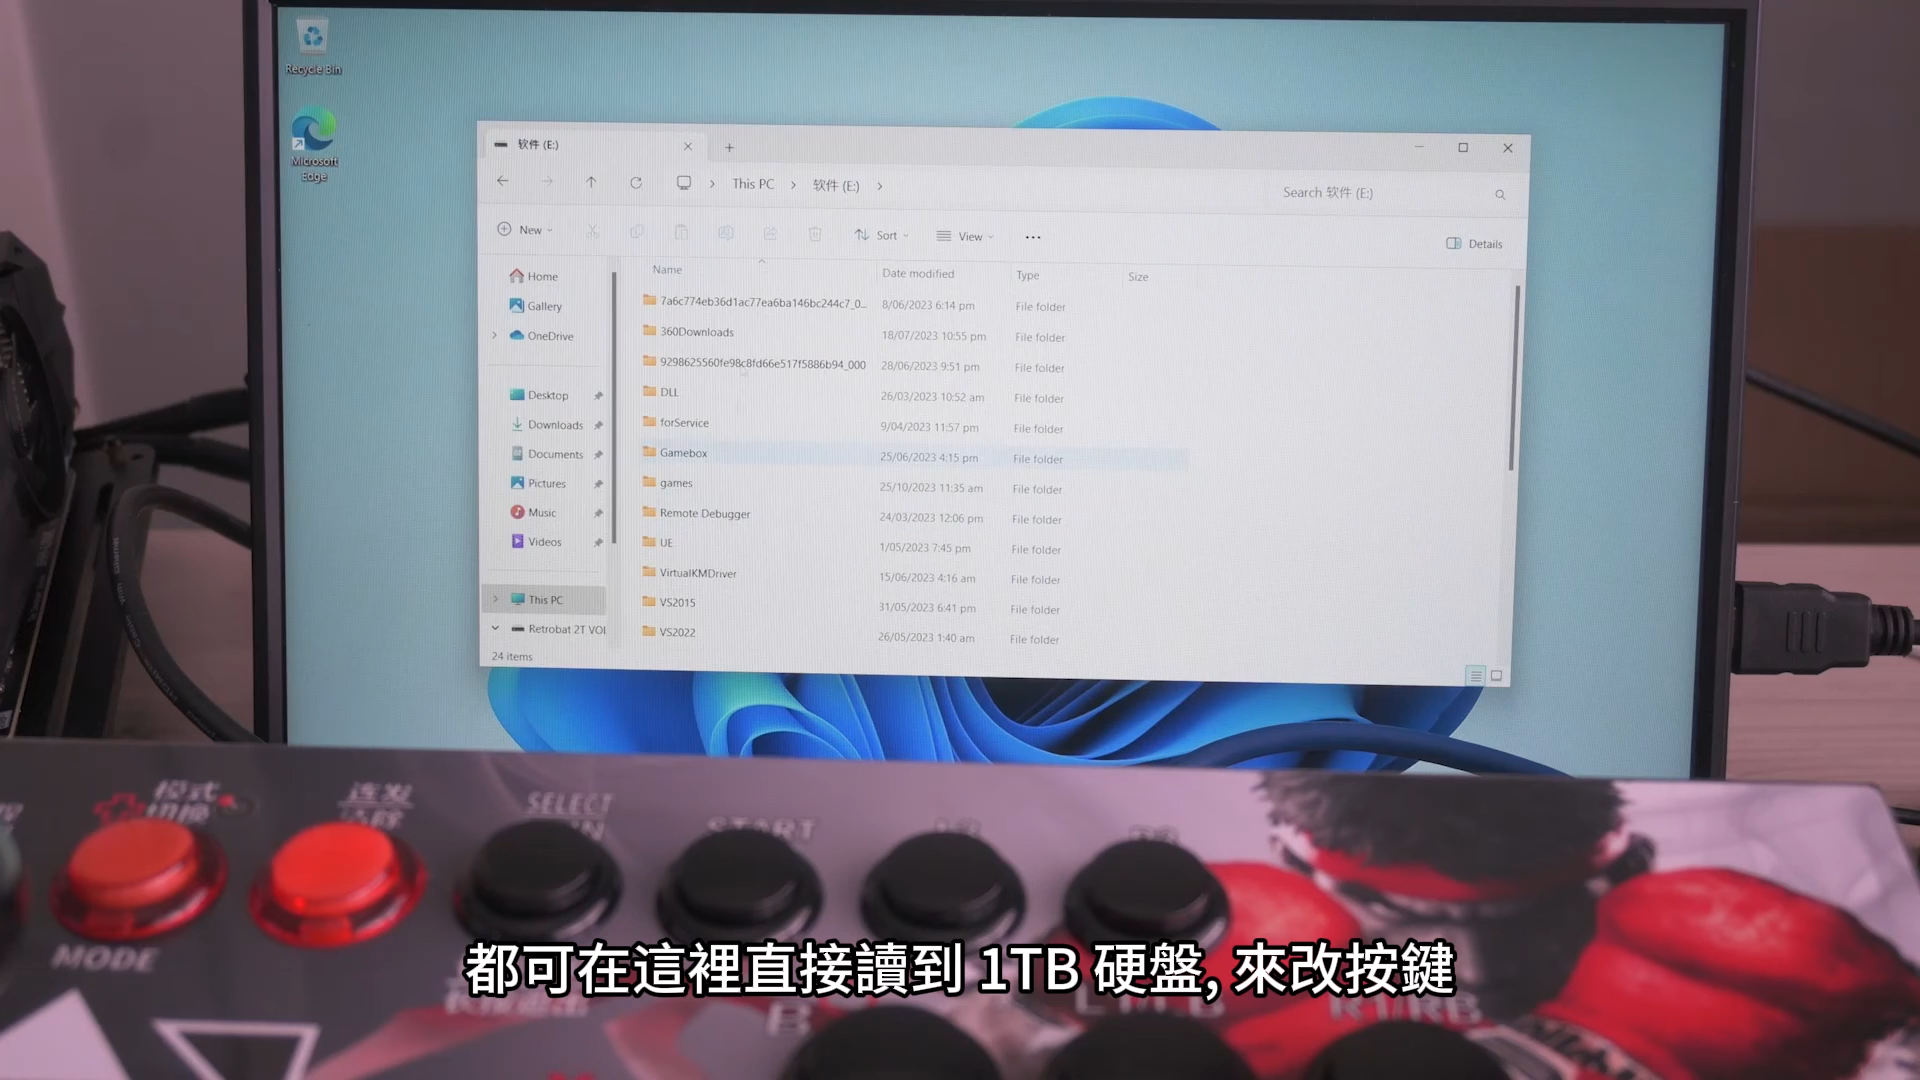 Recycle Bin
Microsoft
Edge
软件 (E:)
This PC
软件 (E:)
Search 软件 (E:)
New
Sort
View
Details
Home
Gallery
OneDrive
Desktop
Downloads
Documents
Pictures
Music
Videos
This PC
Retrobat 2T VOI
24 items
Name Date modified Type Size
7a6c774eb36d1ac77ea6ba146bc244c7_0... 8/06/2023 6:14 pm File folder
360Downloads 18/07/2023 10:55 pm File folder
9298625560fe98c8fd66e517f5886b94_000 28/06/2023 9:51 pm File folder
DLL 26/03/2023 10:52 am File folder
forService 9/04/2023 11:57 pm File folder
Gamebox 25/06/2023 4:15 pm File folder
games 25/10/2023 11:35 am File folder
Remote Debugger 24/03/2023 12:06 pm File folder
UE 1/05/2023 7:45 pm File folder
VirtualKMDriver 15/06/2023 4:16 am File folder
VS2015 31/05/2023 6:41 pm File folder
VS2022 26/05/2023 1:40 am File folder
模式
切换
连发
SELECT
START
MODE
都可在這裡直接讀到 1TB 硬盤, 來改按鍵
B